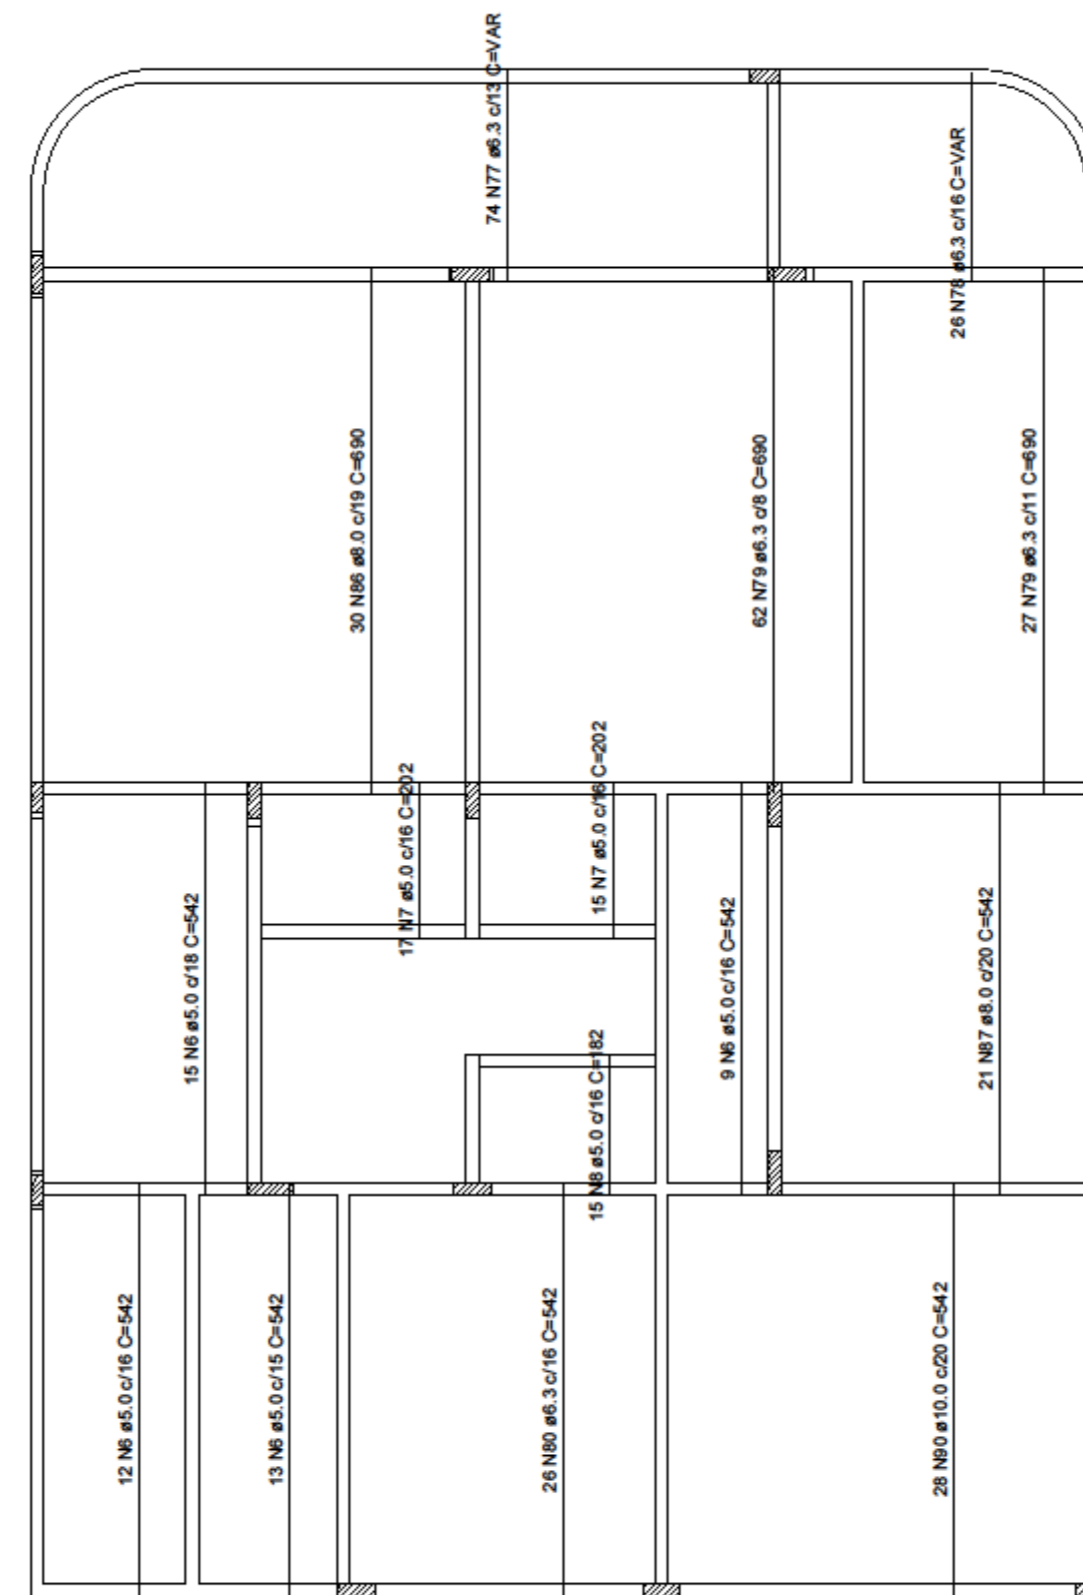 74 N77 ø6.3 c/13 C=VAR
26 N78 ø6.3 c/16 C=VAR
30 N86 ø8.0 c/19 C=690
62 N79 ø6.3 c/8 C=690
27 N79 ø6.3 c/11 C=690
15 N6 ø5.0 c/18 C=542
17 N7 ø5.0 c/16 C=202
15 N7 ø5.0 c/16 C=202
9 N6 ø5.0 c/16 C=542
21 N87 ø8.0 c/20 C=542
15 N8 ø5.0 c/16 C=182
12 N6 ø5.0 c/16 C=542
13 N6 ø5.0 c/15 C=542
26 N80 ø6.3 c/16 C=542
28 N90 ø10.0 c/20 C=542